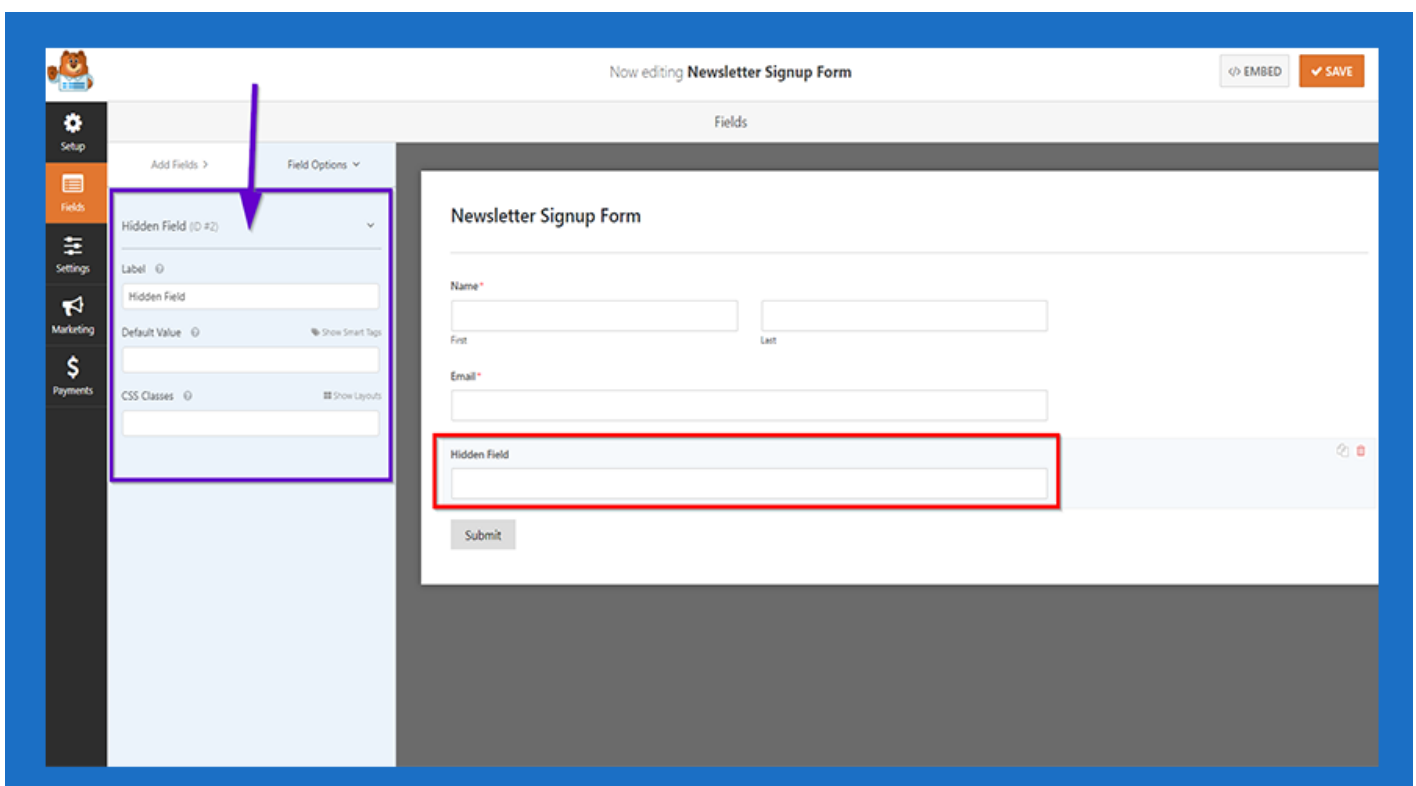 Now editing Newsletter Signup Form
</> EMBED
SAVE
Setup
Fields
Settings
Marketing
Payments
Fields
Add Fields >
Field Options
Hidden Field (ID #2)
Label
Hidden Field
Default Value
Show Smart Tags
CSS Classes
Show Layouts
Newsletter Signup Form
Name*
First
Last
Email*
Hidden Field
Submit